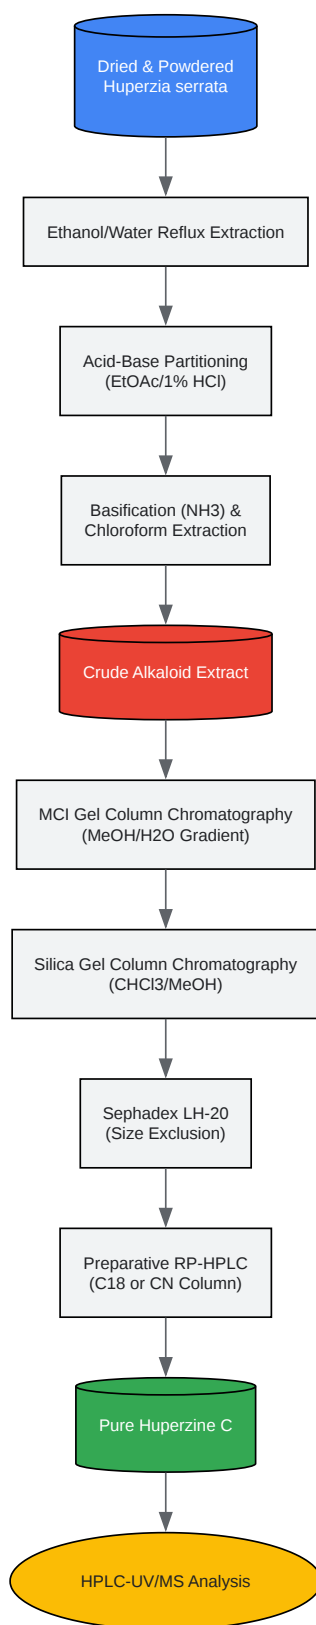 Dried & Powdered
Huperzia serrata
Ethanol/Water Reflux Extraction
Acid-Base Partitioning
(EtOAc/1% HCl)
Basification (NH3) &
Chloroform Extraction
Crude Alkaloid Extract
MCI Gel Column Chromatography
(MeOH/H2O Gradient)
Silica Gel Column Chromatography
(CHCl3/MeOH)
Sephadex LH-20
(Size Exclusion)
Preparative RP-HPLC
(C18 or CN Column)
Pure Huperzine C
HPLC-UV/MS Analysis